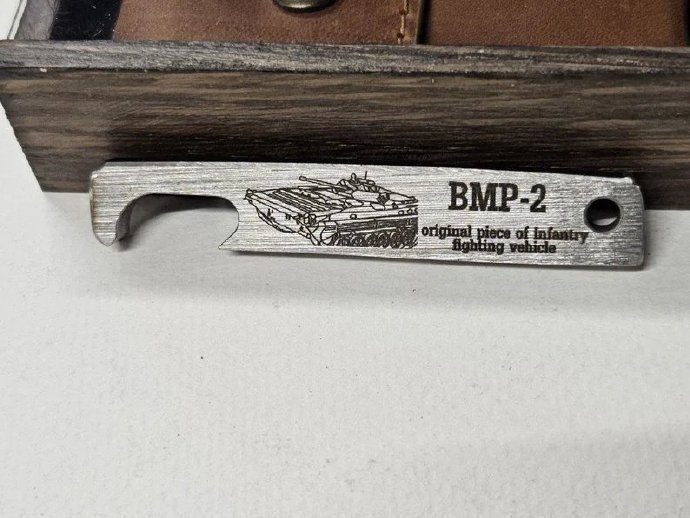 BMP-2
original piece of infantry
fighting vehicle